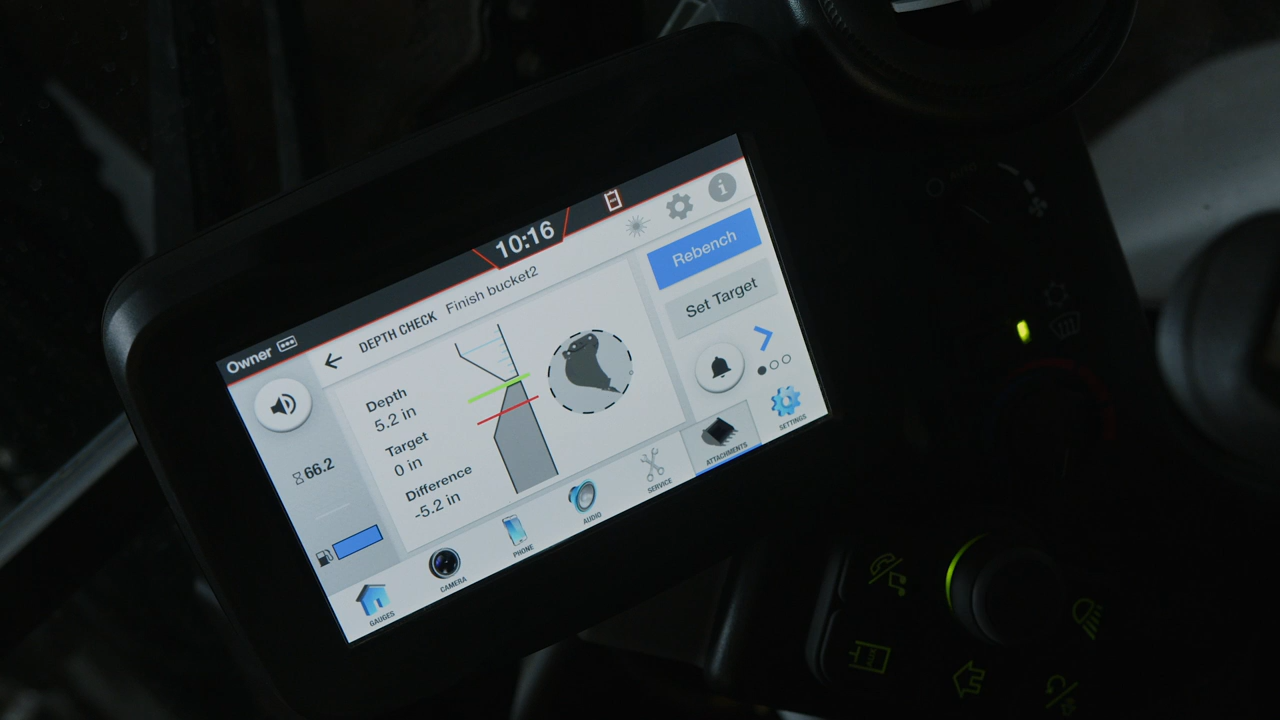 Owner
10:16
DEPTH CHECK Finish bucket2
Rebench
Set Target
Depth
5.2 in
Target
0 in
Difference
-5.2 in
66.2
GAUGES
CAMERA
PHONE
AUDIO
SERVICE
ATTACHMENTS
SETTINGS